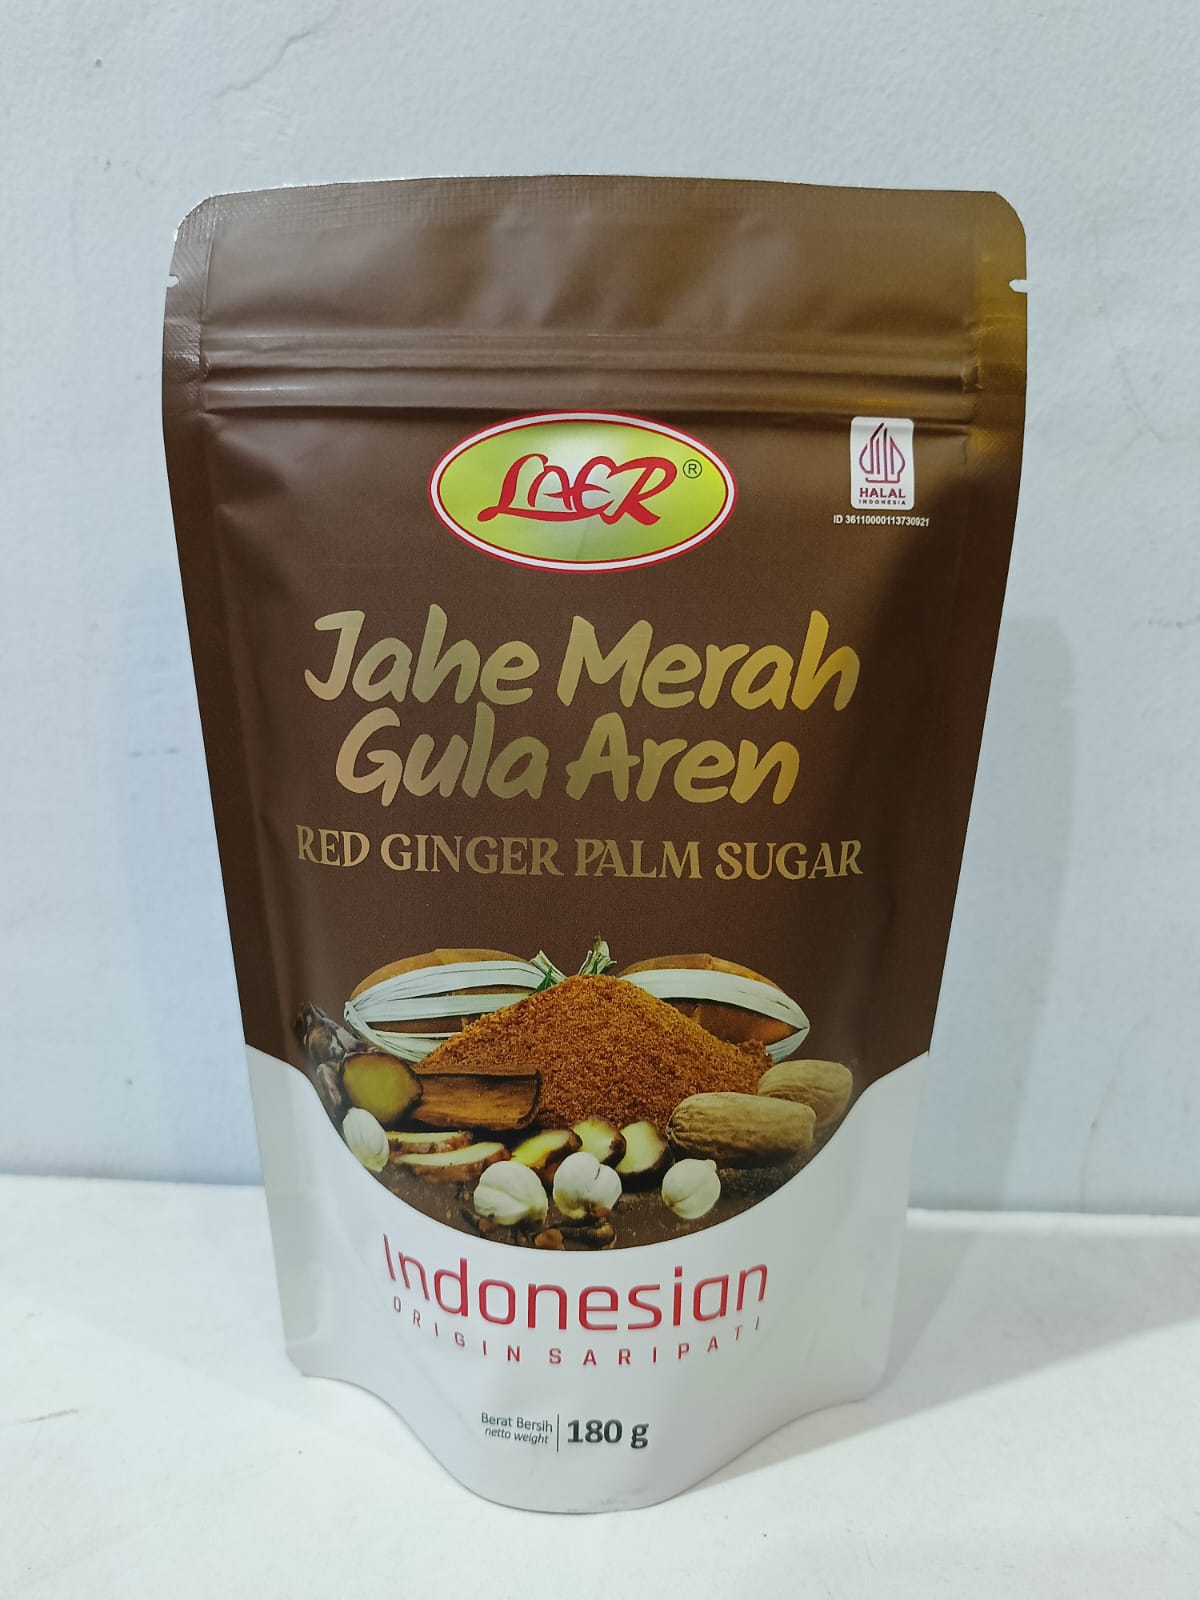 LAER®
HALAL
INDONESIA
ID 36110000113730921
Jahe Merah
Gula Aren
RED GINGER PALM SUGAR
Indonesian
ORIGIN SARIPATI
Berat Bersih
netto weight
180 g